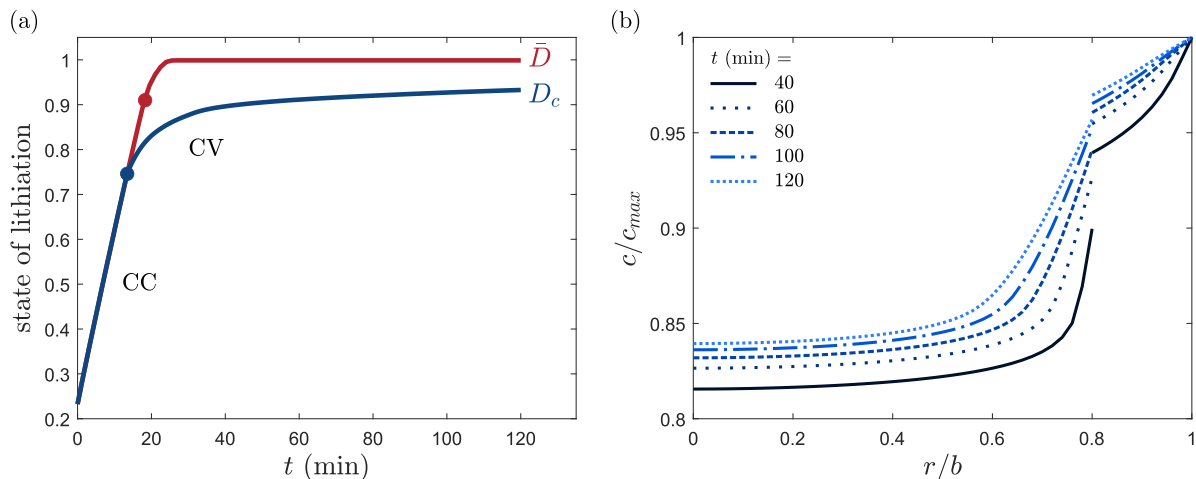 (a)
state of lithiation
1
0.9
0.8
0.7
0.6
0.5
0.4
0.3
0.2
D̄
D_c
CV
CC
0 20 40 60 80 100 120
t (min)
(b)
c/c_{max}
1
0.95
0.9
0.85
0.8
t (min) =
40
60
80
100
120
0 0.2 0.4 0.6 0.8 1
r/b